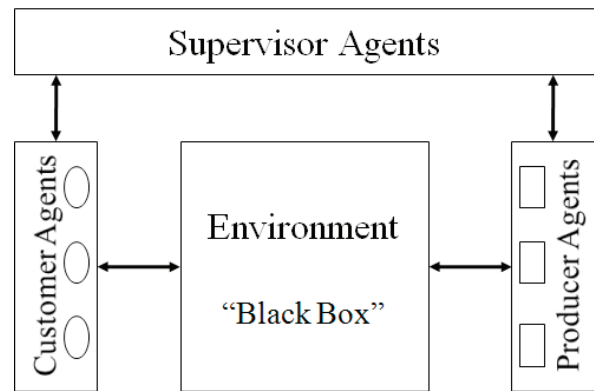 Supervisor Agents
Customer Agents
Environment
“Black Box”
Producer Agents